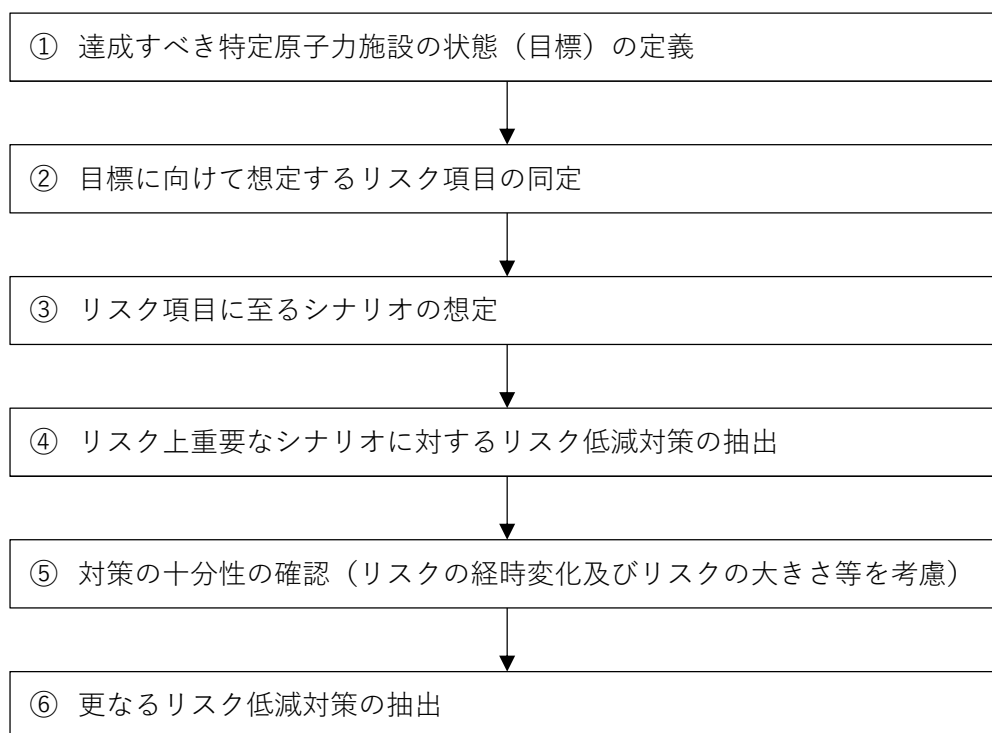 ① 達成すべき特定原子力施設の状態（目標）の定義
② 目標に向けて想定するリスク項目の同定
③ リスク項目に至るシナリオの想定
④ リスク上重要なシナリオに対するリスク低減対策の抽出
⑤ 対策の十分性の確認（リスクの経時変化及びリスクの大きさ等を考慮）
⑥ 更なるリスク低減対策の抽出